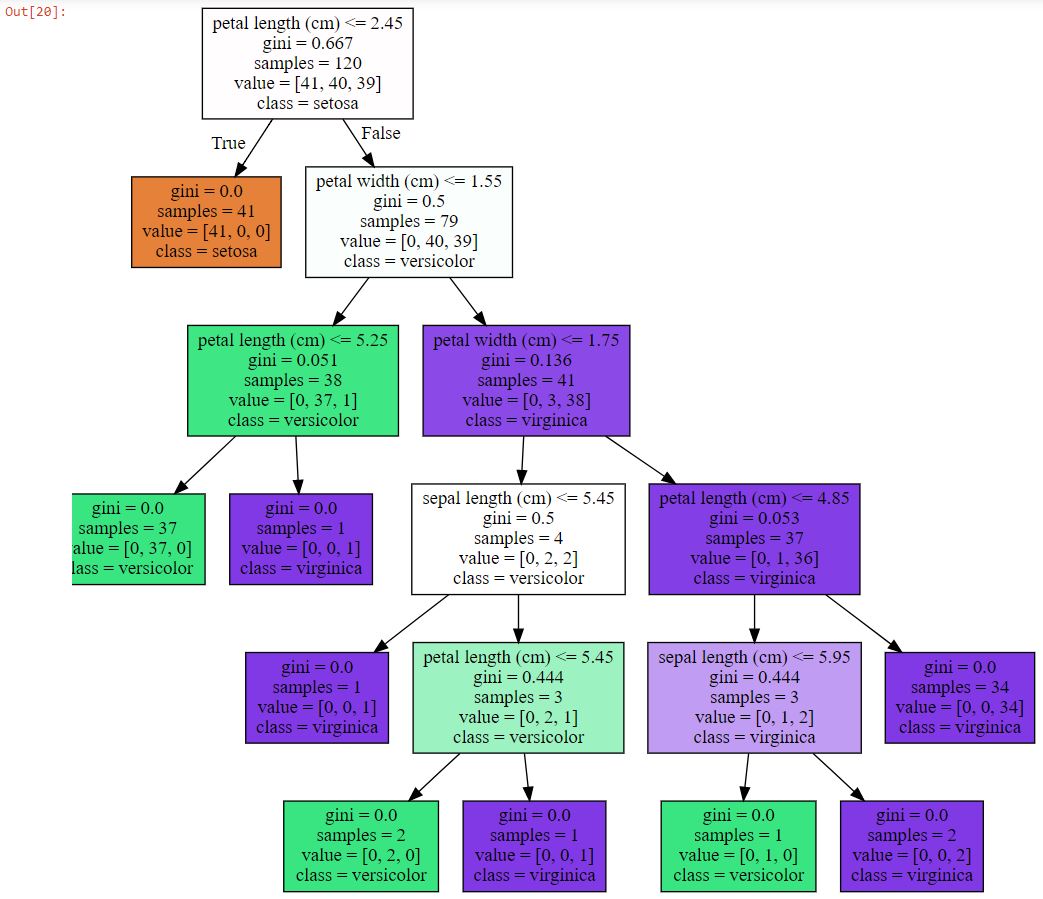 Out[20]:
petal length (cm) <= 2.45
gini = 0.667
samples = 120
value = [41, 40, 39]
class = setosa
True
False
gini = 0.0
samples = 41
value = [41, 0, 0]
class = setosa
petal width (cm) <= 1.55
gini = 0.5
samples = 79
value = [0, 40, 39]
class = versicolor
petal length (cm) <= 5.25
gini = 0.051
samples = 38
value = [0, 37, 1]
class = versicolor
petal width (cm) <= 1.75
gini = 0.136
samples = 41
value = [0, 3, 38]
class = virginica
gini = 0.0
samples = 37
alue = [0, 37, 0]
lass = versicolor
gini = 0.0
samples = 1
value = [0, 0, 1]
class = virginica
sepal length (cm) <= 5.45
gini = 0.5
samples = 4
value = [0, 2, 2]
class = versicolor
petal length (cm) <= 4.85
gini = 0.053
samples = 37
value = [0, 1, 36]
class = virginica
gini = 0.0
samples = 1
value = [0, 0, 1]
class = virginica
petal length (cm) <= 5.45
gini = 0.444
samples = 3
value = [0, 2, 1]
class = versicolor
sepal length (cm) <= 5.95
gini = 0.444
samples = 3
value = [0, 1, 2]
class = virginica
gini = 0.0
samples = 34
value = [0, 0, 34]
class = virginica
gini = 0.0
samples = 2
value = [0, 2, 0]
class = versicolor
gini = 0.0
samples = 1
value = [0, 0, 1]
class = virginica
gini = 0.0
samples = 1
value = [0, 1, 0]
class = versicolor
gini = 0.0
samples = 2
value = [0, 0, 2]
class = virginica